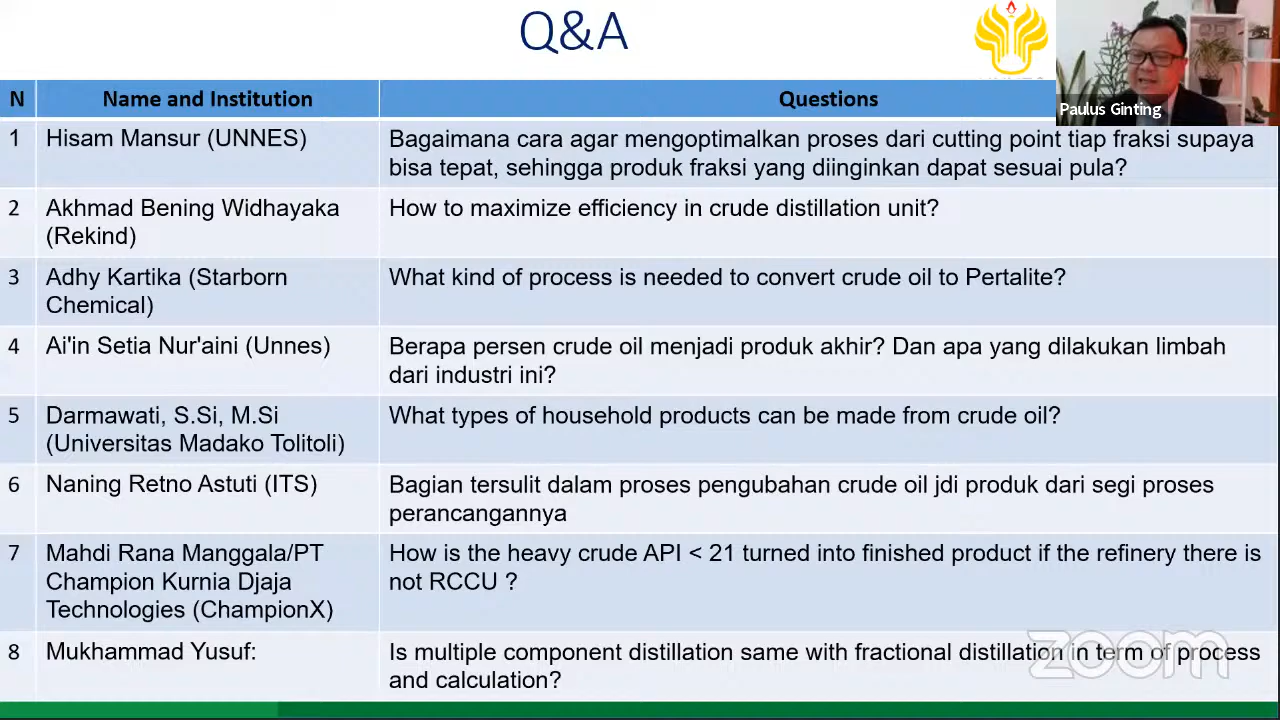 Q&A
Paulus Ginting
N Name and Institution Questions
1 Hisam Mansur (UNNES) Bagaimana cara agar mengoptimalkan proses dari cutting point tiap fraksi supaya
bisa tepat, sehingga produk fraksi yang diinginkan dapat sesuai pula?
2 Akhmad Bening Widhayaka How to maximize efficiency in crude distillation unit?
(Rekind)
3 Adhy Kartika (Starborn What kind of process is needed to convert crude oil to Pertalite?
Chemical)
4 Ai'in Setia Nur'aini (Unnes) Berapa persen crude oil menjadi produk akhir? Dan apa yang dilakukan limbah
dari industri ini?
5 Darmawati, S.Si, M.Si What types of household products can be made from crude oil?
(Universitas Madako Tolitoli)
6 Naning Retno Astuti (ITS) Bagian tersulit dalam proses pengubahan crude oil jdi produk dari segi proses
perancangannya
7 Mahdi Rana Manggala/PT How is the heavy crude API < 21 turned into finished product if the refinery there is
Champion Kurnia Djaja not RCCU ?
Technologies (ChampionX)
8 Mukhammad Yusuf: Is multiple component distillation same with fractional distillation in term of process
and calculation?
zoom